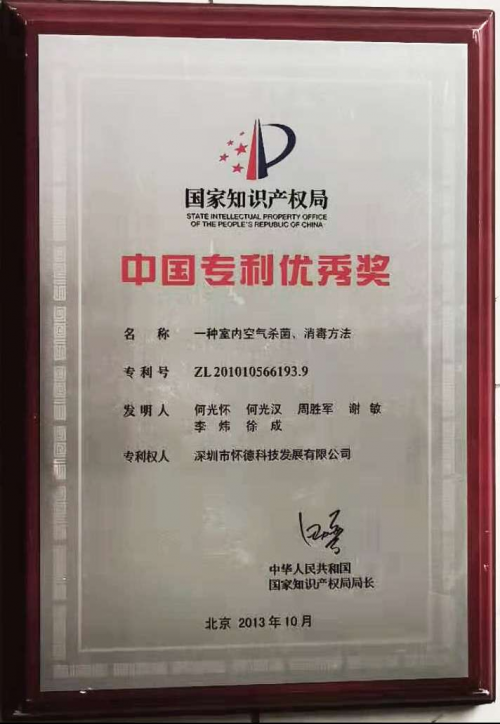 国家知识产权局
STATE INTELLECTUAL PROPERTY OFFICE
OF THE PEOPLE'S REPUBLIC OF CHINA
中国专利优秀奖
名 称 一种室内空气杀菌、消毒方法
专 利 号 ZL 201010566193.9
发 明 人 何光怀 何光汉 周胜军 谢 敏
李 炜 徐 成
专利权人 深圳市怀德科技发展有限公司
中华人民共和国
国家知识产权局局长
北京 2013 年 10 月